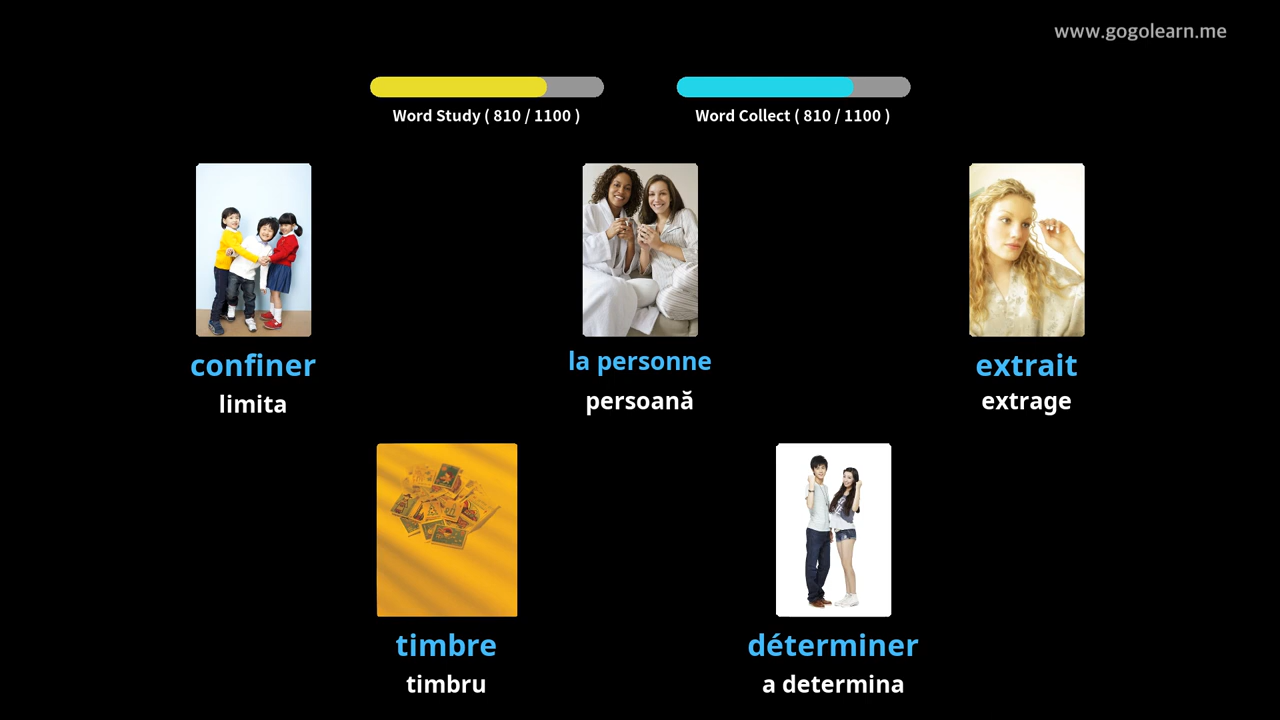 www.gogolearn.me
Word Study ( 810 / 1100 )
Word Collect ( 810 / 1100 )
confiner
limita
la personne
persoană
extrait
extrage
timbre
timbru
déterminer
a determina